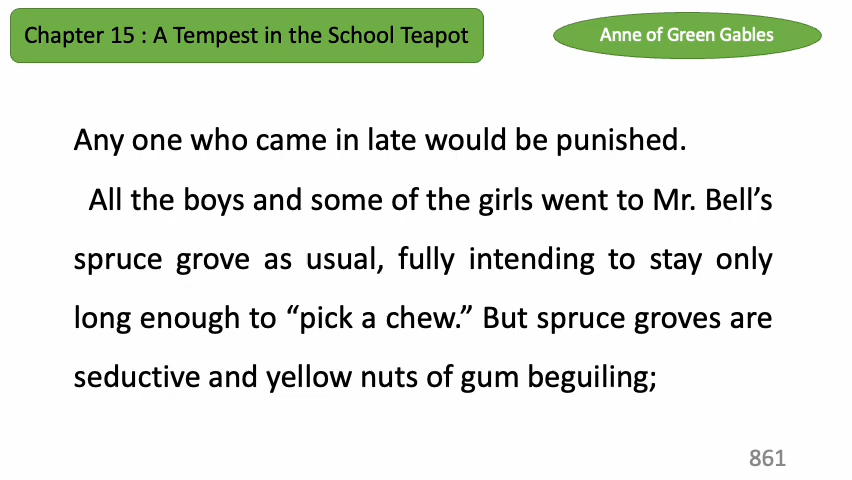 Chapter 15 : A Tempest in the School Teapot
Anne of Green Gables
Any one who came in late would be punished.
All the boys and some of the girls went to Mr. Bell’s
spruce grove as usual, fully intending to stay only
long enough to “pick a chew.” But spruce groves are
seductive and yellow nuts of gum beguiling;
861